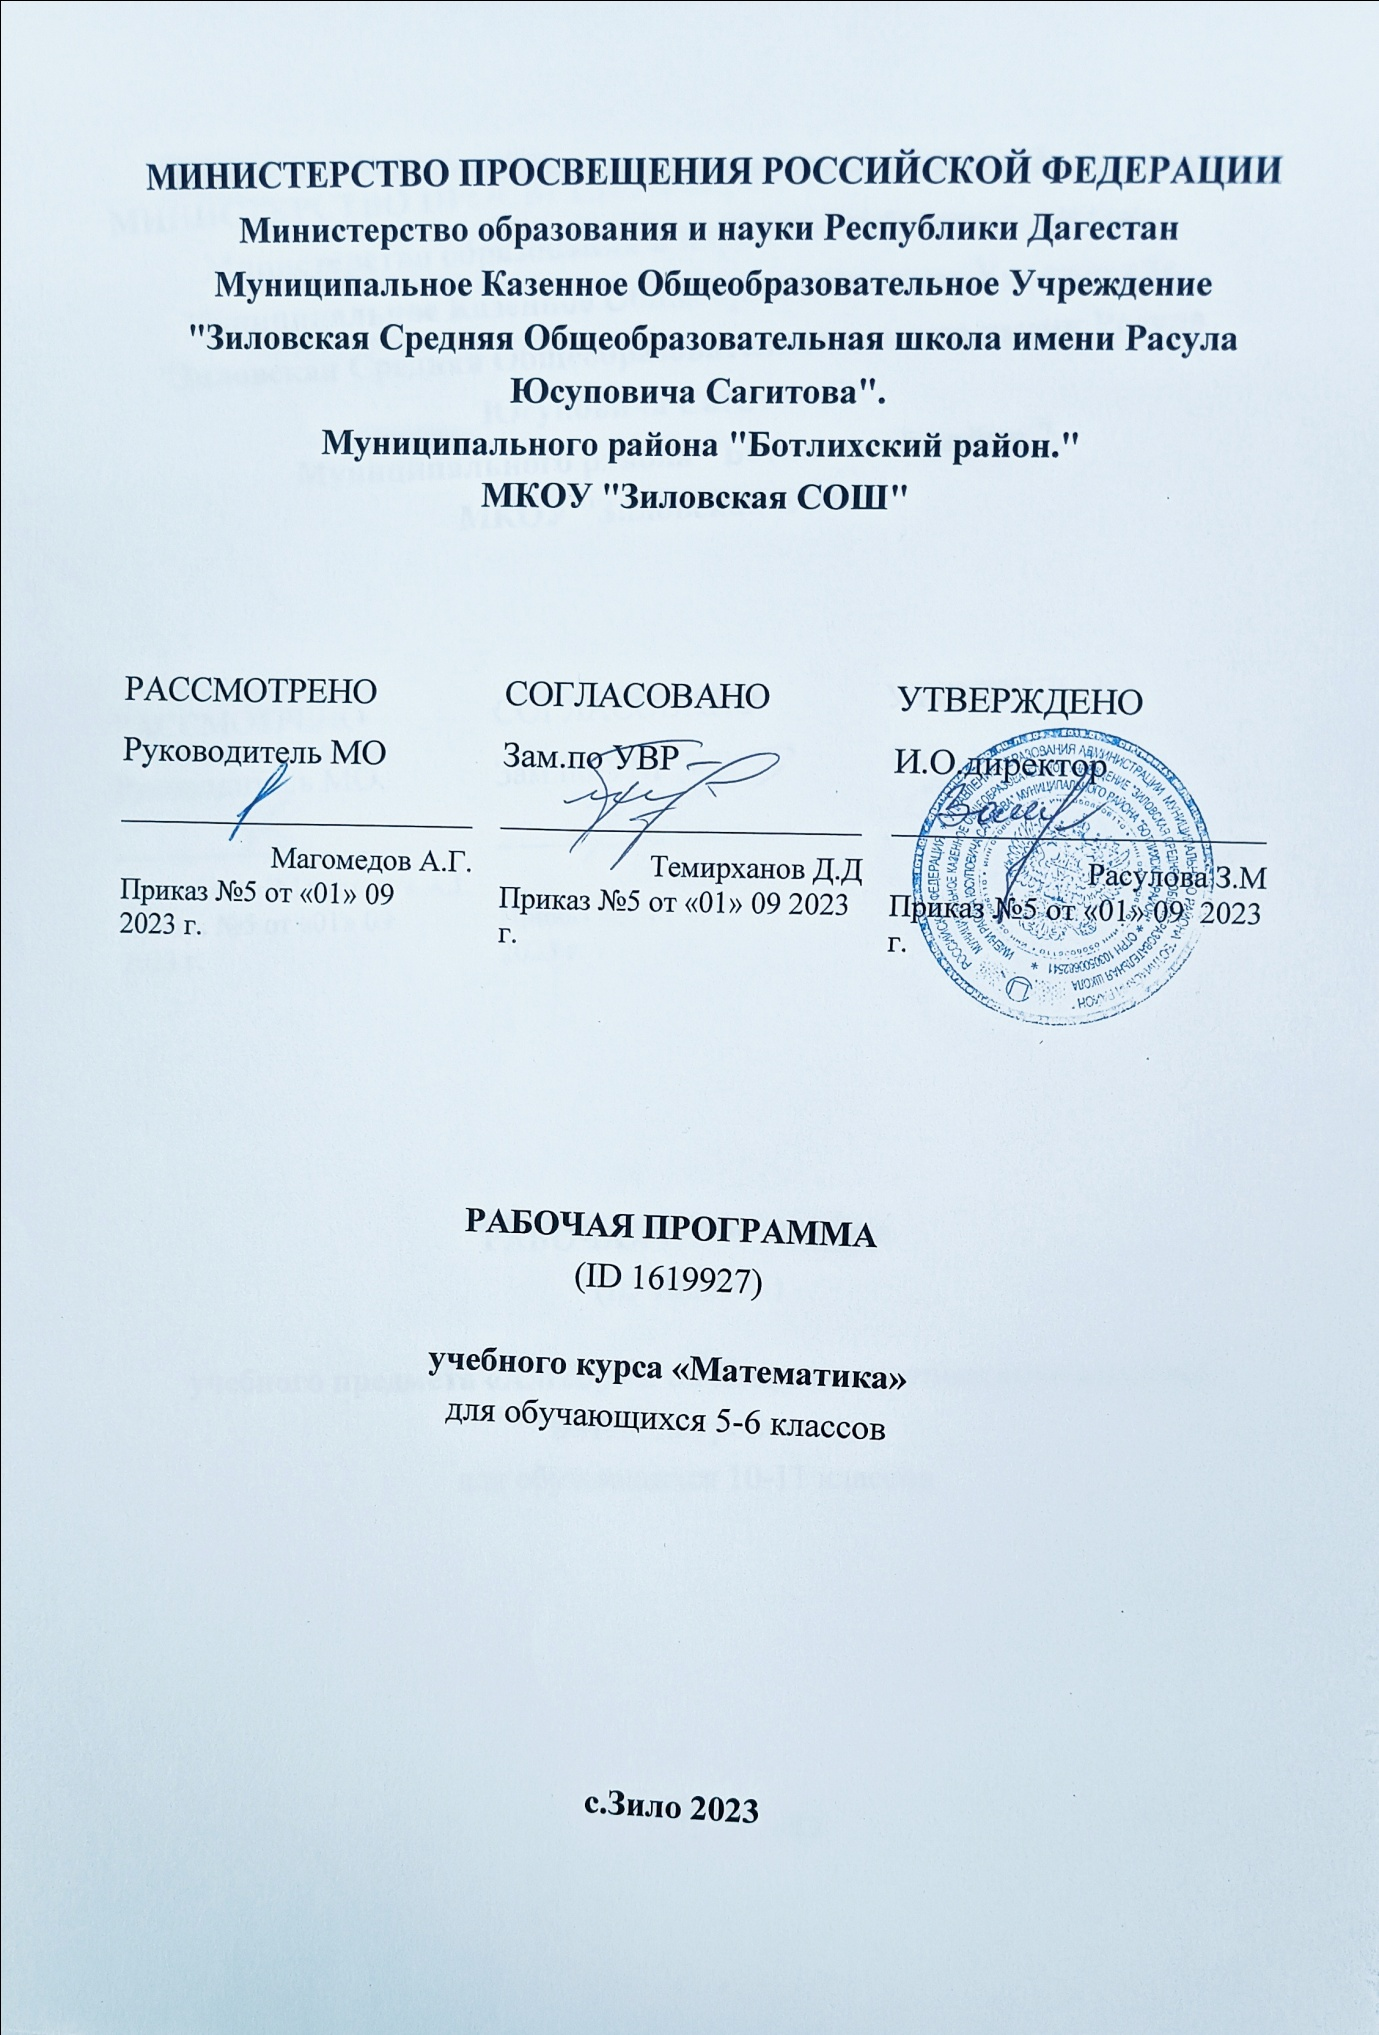 МИНИСТЕРСТВО ПРОСВЕЩЕНИЯ РОССИЙСКОЙ ФЕДЕРАЦИИ
Министерство образования и науки Республики Дагестан
Муниципальное Казенное Общеобразовательное Учреждение
"Зиловская Средняя Общеобразовательная школа имени Расула
Юсуповича Сагитова".
Муниципального района "Ботлихский район."
МКОУ "Зиловская СОШ"
РАССМОТРЕНО
Руководитель МО
Магомедов А.Г.
Приказ №5 от «01» 09
2023 г.
СОГЛАСОВАНО
Зам.по УВР
Темирханов Д.Д
Приказ №5 от «01» 09 2023
г.
УТВЕРЖДЕНО
И.О.директор
Расулова З.М
Приказ №5 от «01» 09 2023
г.
РАБОЧАЯ ПРОГРАММА
(ID 1619927)
учебного курса «Математика»
для обучающихся 5-6 классов
с.Зило 2023